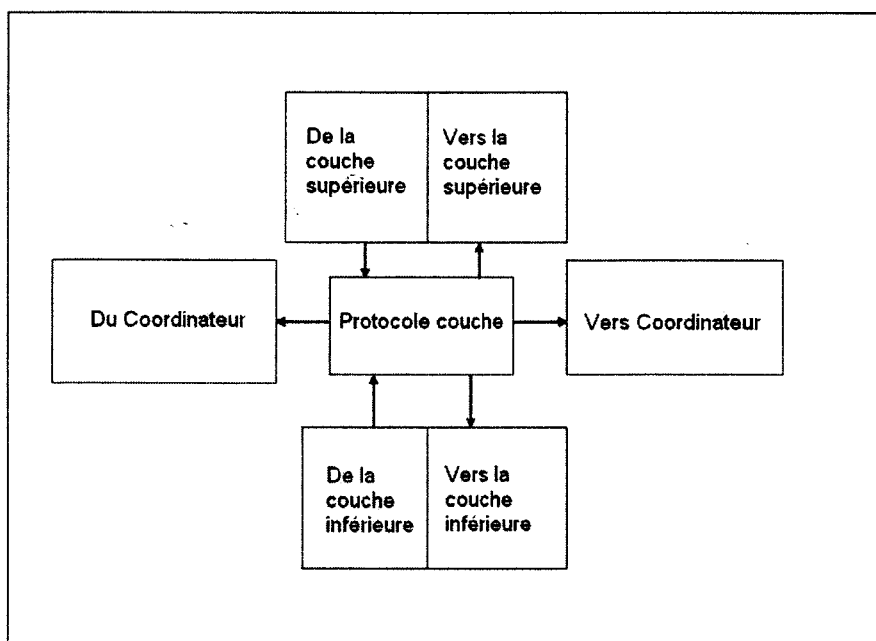 De la
couche
supérieure
Vers la
couche
supérieure
Du Coordinateur
Protocole couche
Vers Coordinateur
De la
couche
inférieure
Vers la
couche
inférieure